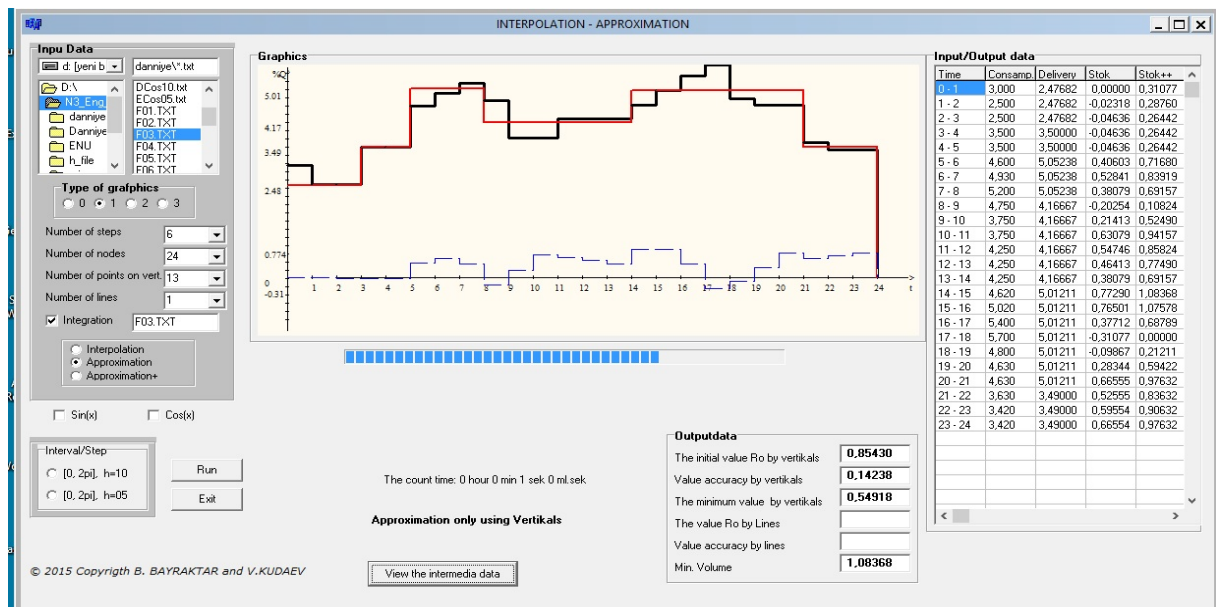 INTERPOLATION - APPROXIMATION
Inpu Data
d: [yeni b
danniye\*.txt
D:\
N3_Eng_
danniye
Danniye
ENU
h_file
DCos10.txt
ECos05.txt
F01.TXT
F02.TXT
F03.TXT
F04.TXT
F05.TXT
F06.TXT
Type of grafphics
0 1 2 3
Number of steps 6
Number of nodes 24
Number of points on vert. 13
Number of lines 1
Integration F03.TXT
Interpolation
Approximation
Approximation+
Sin(x) Cos(x)
Interval/Step
[0, 2pi], h=10
[0, 2pi], h=05
Run
Exit
© 2015 Copyrigth B. BAYRAKTAR and V.KUDAEV
Graphics
%Q
5.01
4.17
3.49
2.48
0.774
0
-0.31
1 2 3 4 5 6 7 8 9 10 11 12 13 14 15 16 17 18 19 20 21 22 23 24 t
The count time: 0 hour 0 min 1 sek 0 ml.sek
Approximation only using Vertikals
View the intermedia data
Outputdata
The initial value Ro by vertikals 0,85430
Value accuracy by vertikals 0,14238
The minimum value by vertikals 0,54918
The value Ro by Lines
Value accuracy by lines
Min. Volume 1,08368
Input/Output data
Time Consamp. Delivery Stok Stok++
0 - 1 3,000 2,47682 0,00000 0,31077
1 - 2 2,500 2,47682 -0,02318 0,28760
2 - 3 2,500 2,47682 -0,04636 0,26442
3 - 4 3,500 3,50000 -0,04636 0,26442
4 - 5 3,500 3,50000 -0,04636 0,26442
5 - 6 4,600 5,05238 0,40603 0,71680
6 - 7 4,930 5,05238 0,52841 0,83919
7 - 8 5,200 5,05238 0,38079 0,69157
8 - 9 4,750 4,16667 -0,20254 0,10824
9 - 10 3,750 4,16667 0,21413 0,52490
10 - 11 3,750 4,16667 0,63079 0,94157
11 - 12 4,250 4,16667 0,54746 0,85824
12 - 13 4,250 4,16667 0,46413 0,77490
13 - 14 4,250 4,16667 0,38079 0,69157
14 - 15 4,620 5,01211 0,77290 1,08368
15 - 16 5,020 5,01211 0,76501 1,07578
16 - 17 5,400 5,01211 0,37712 0,68789
17 - 18 5,700 5,01211 -0,31077 0,00000
18 - 19 4,800 5,01211 -0,09867 0,21211
19 - 20 4,630 5,01211 0,28344 0,59422
20 - 21 4,630 5,01211 0,66555 0,97632
21 - 22 3,630 3,49000 0,52555 0,83632
22 - 23 3,420 3,49000 0,59554 0,90632
23 - 24 3,420 3,49000 0,66554 0,97632